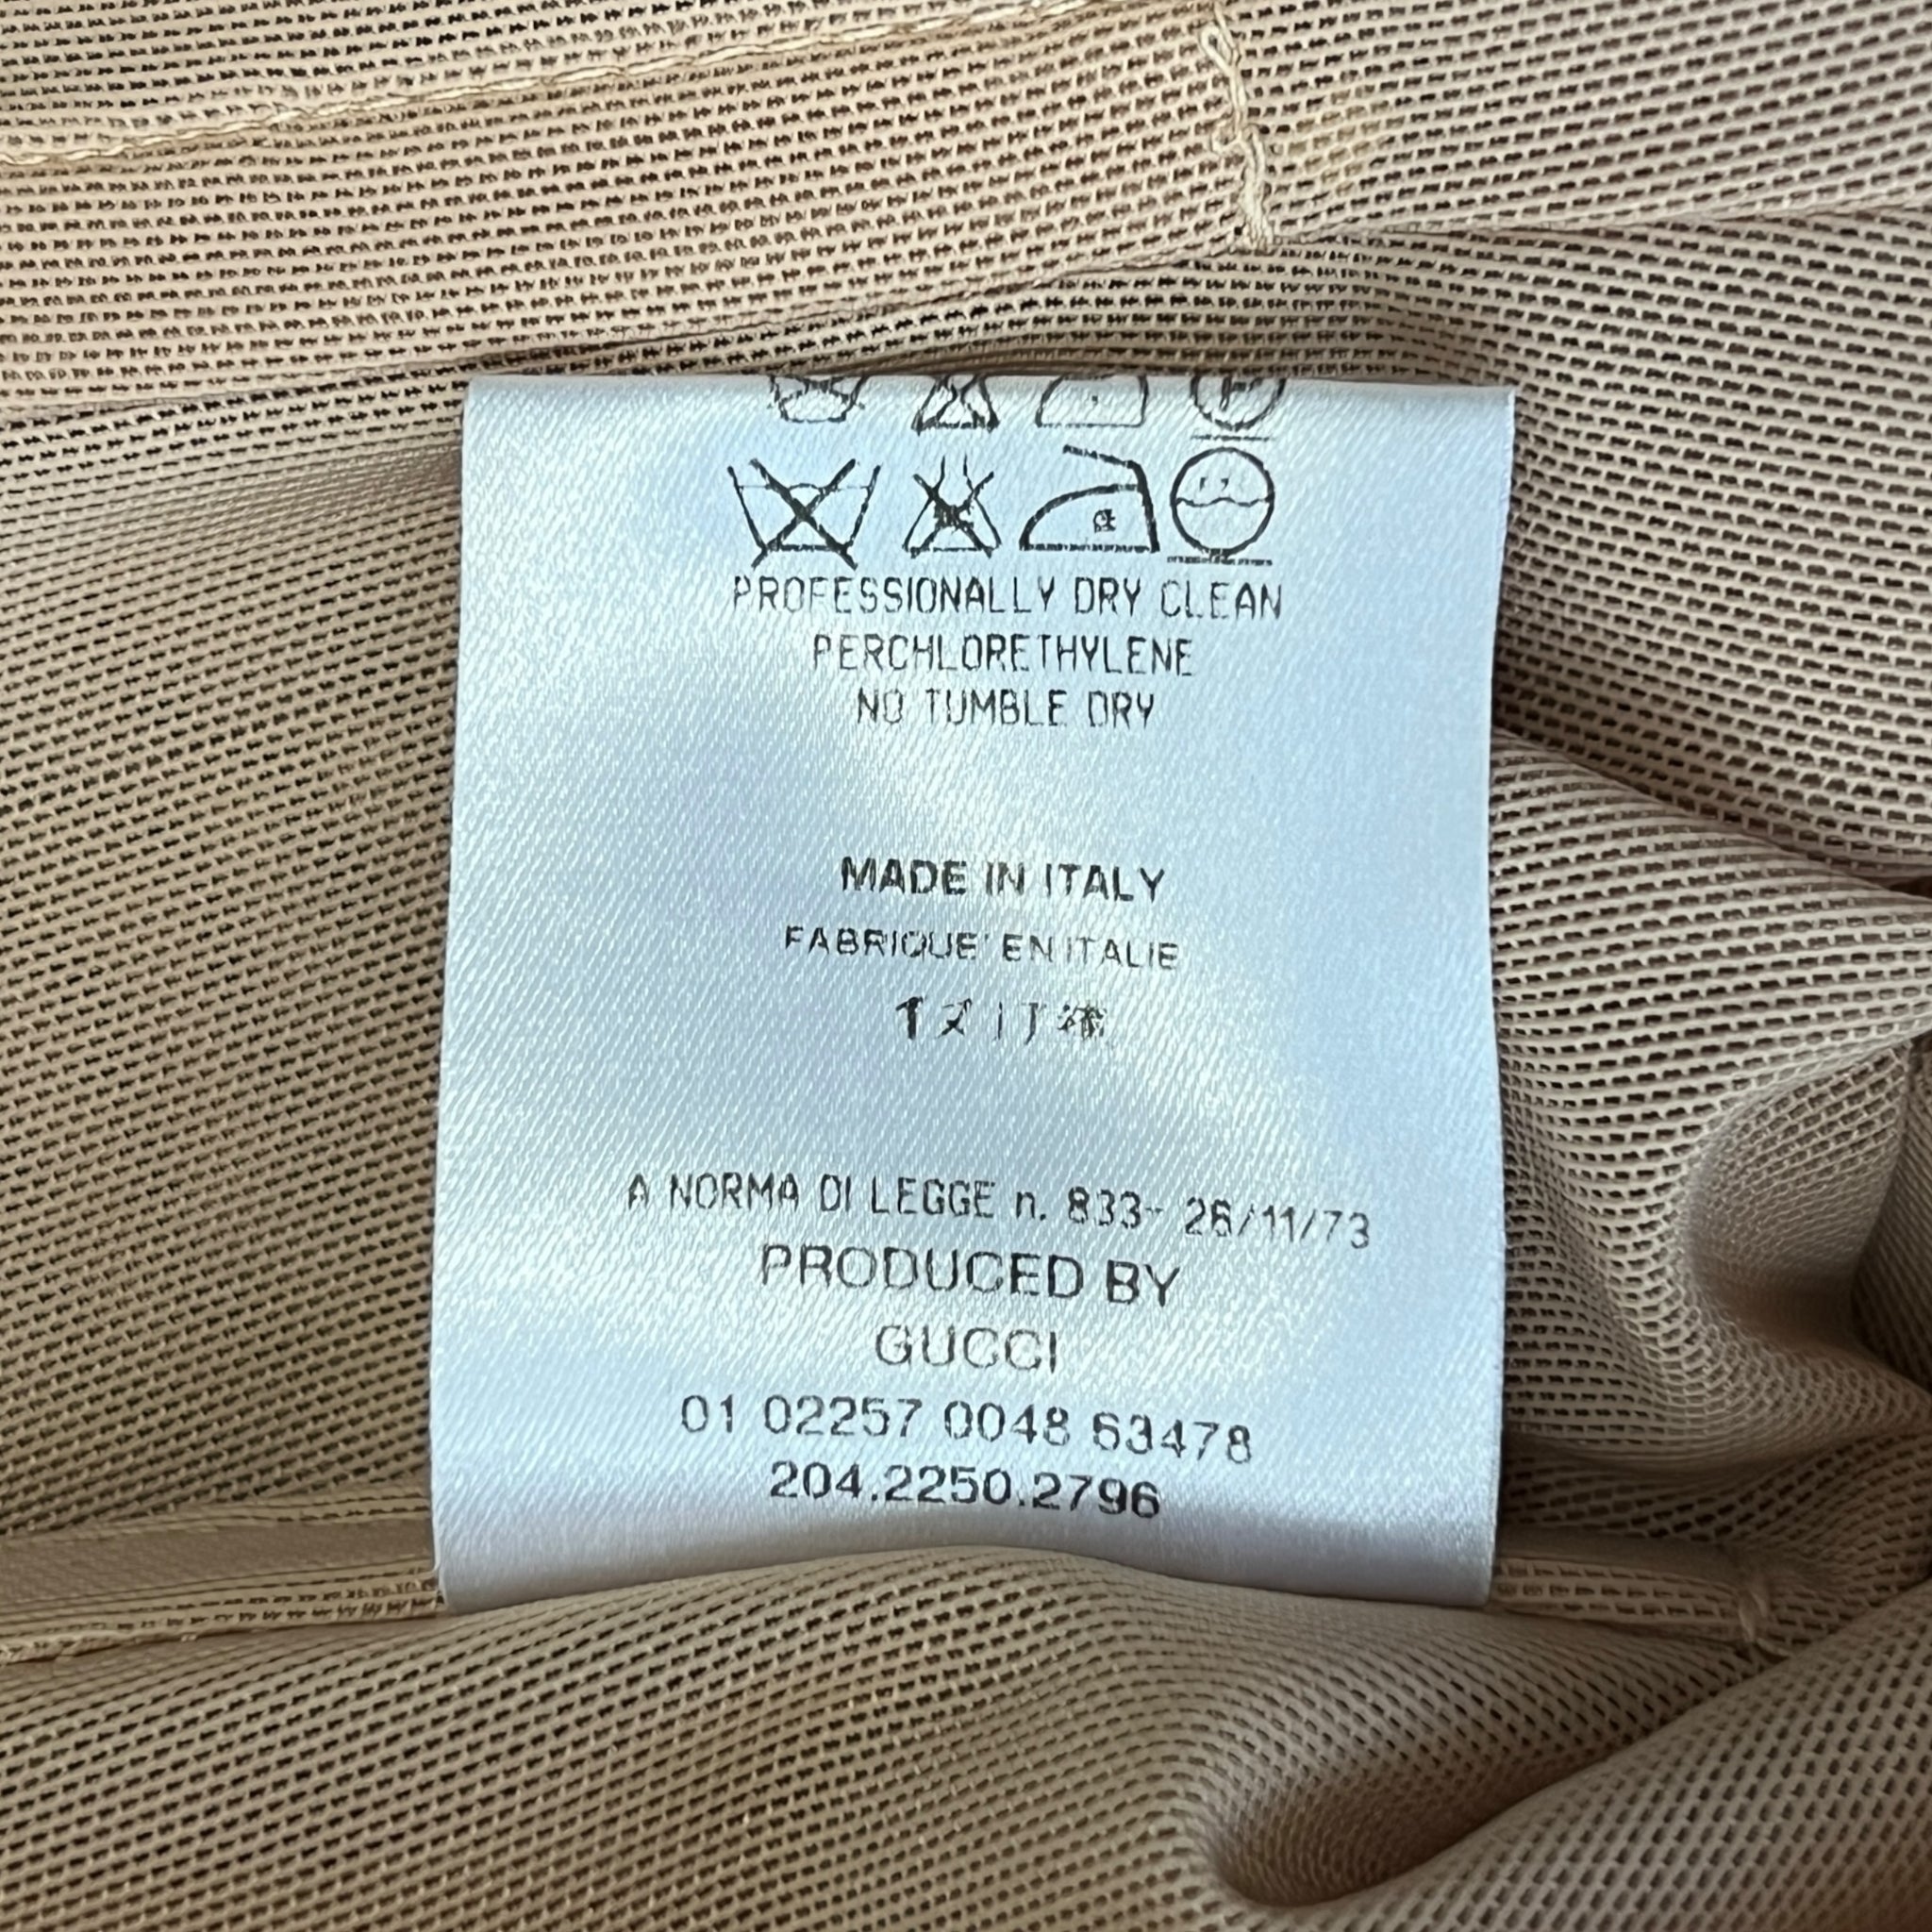 PROFESSIONALLY DRY CLEAN
PERCHLORETHYLENE
NO TUMBLE DRY
MADE IN ITALY
FABRIQUE' EN ITALIE
A NORMA DI LEGGE n. 833- 26/11/73
PRODUCED BY
GUCCI
01 02257 0048 63478
204.2250.2796